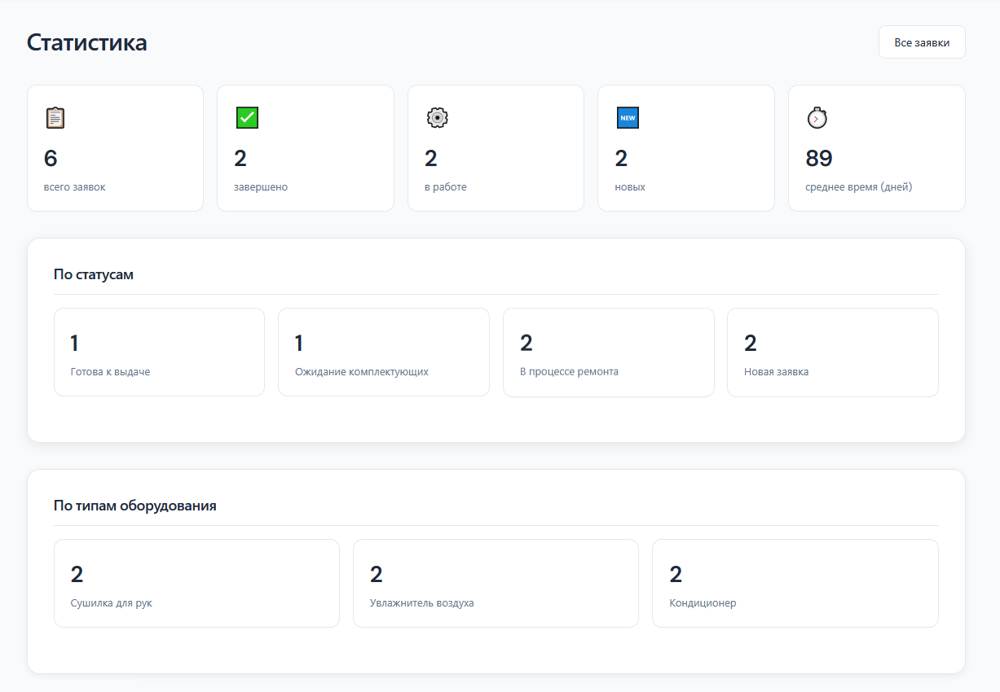 Статистика
Все заявки
6
всего заявок
2
завершено
2
в работе
NEW
2
новых
89
среднее время (дней)
По статусам
1
Готова к выдаче
1
Ожидание комплектующих
2
В процессе ремонта
2
Новая заявка
По типам оборудования
2
Сушилка для рук
2
Увлажнитель воздуха
2
Кондиционер